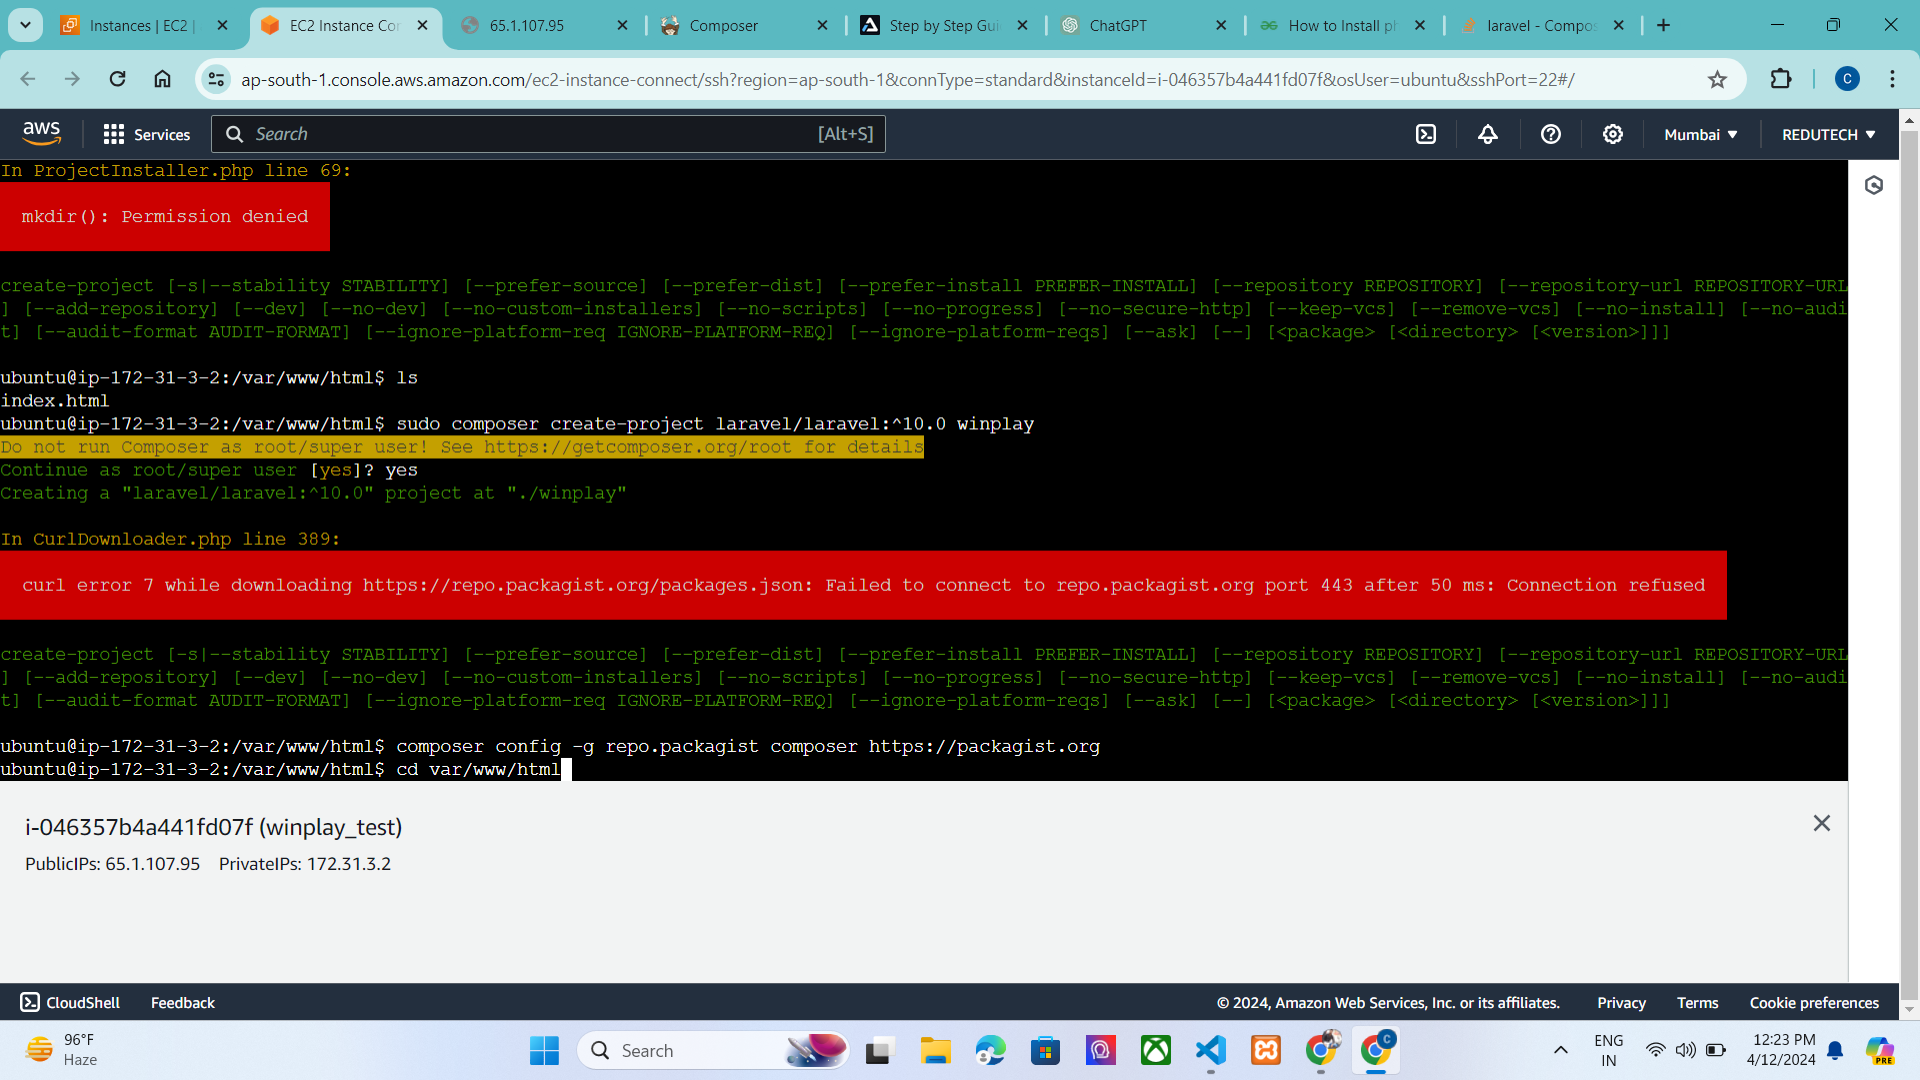 Instances | EC2 |
EC2 Instance Con
65.1.107.95
Composer
Step by Step Gui
ChatGPT
How to Install ph
laravel - Compos
ap-south-1.console.aws.amazon.com/ec2-instance-connect/ssh?region=ap-south-1&connType=standard&instanceId=i-046357b4a441fd07f&osUser=ubuntu&sshPort=22#/
C
aws
Services
Search
[Alt+S]
Mumbai
REDUTECH
In ProjectInstaller.php line 69:
mkdir(): Permission denied
create-project [-s|--stability STABILITY] [--prefer-source] [--prefer-dist] [--prefer-install PREFER-INSTALL] [--repository REPOSITORY] [--repository-url REPOSITORY-URL
] [--add-repository] [--dev] [--no-dev] [--no-custom-installers] [--no-scripts] [--no-progress] [--no-secure-http] [--keep-vcs] [--remove-vcs] [--no-install] [--no-audi
t] [--audit-format AUDIT-FORMAT] [--ignore-platform-req IGNORE-PLATFORM-REQ] [--ignore-platform-reqs] [--ask] [--] [<package> [<directory> [<version>]]]
ubuntu@ip-172-31-3-2:/var/www/html$ ls
index.html
ubuntu@ip-172-31-3-2:/var/www/html$ sudo composer create-project laravel/laravel:^10.0 winplay
Do not run Composer as root/super user! See https://getcomposer.org/root for details
Continue as root/super user [yes]? yes
Creating a "laravel/laravel:^10.0" project at "./winplay"
In CurlDownloader.php line 389:
curl error 7 while downloading https://repo.packagist.org/packages.json: Failed to connect to repo.packagist.org port 443 after 50 ms: Connection refused
create-project [-s|--stability STABILITY] [--prefer-source] [--prefer-dist] [--prefer-install PREFER-INSTALL] [--repository REPOSITORY] [--repository-url REPOSITORY-URL
] [--add-repository] [--dev] [--no-dev] [--no-custom-installers] [--no-scripts] [--no-progress] [--no-secure-http] [--keep-vcs] [--remove-vcs] [--no-install] [--no-audi
t] [--audit-format AUDIT-FORMAT] [--ignore-platform-req IGNORE-PLATFORM-REQ] [--ignore-platform-reqs] [--ask] [--] [<package> [<directory> [<version>]]]
ubuntu@ip-172-31-3-2:/var/www/html$ composer config -g repo.packagist composer https://packagist.org
ubuntu@ip-172-31-3-2:/var/www/html$ cd var/www/html
i-046357b4a441fd07f (winplay_test)
PublicIPs: 65.1.107.95 PrivateIPs: 172.31.3.2
CloudShell
Feedback
© 2024, Amazon Web Services, Inc. or its affiliates.
Privacy
Terms
Cookie preferences
96°F
Haze
Search
C
ENG
IN
12:23 PM
4/12/2024
PRE